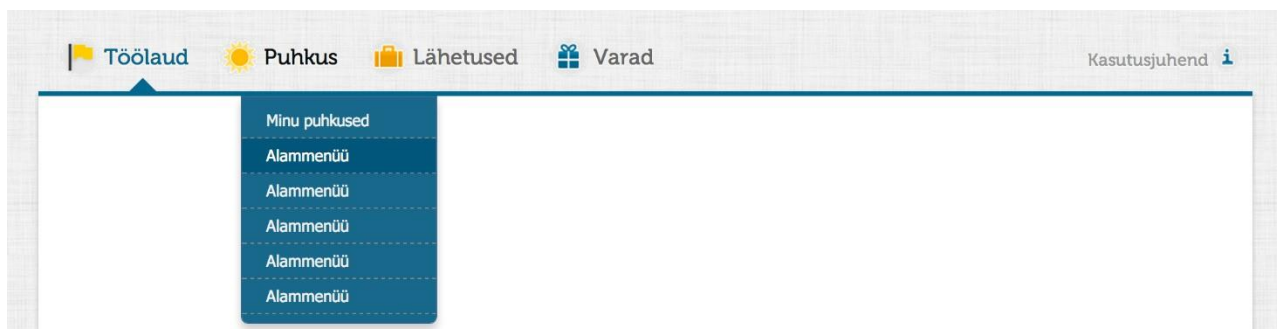 Töölaud Puhkus Lähetused Varad Kasutusjuhend i
Minu puhkused
Alammenüü
Alammenüü
Alammenüü
Alammenüü
Alammenüü